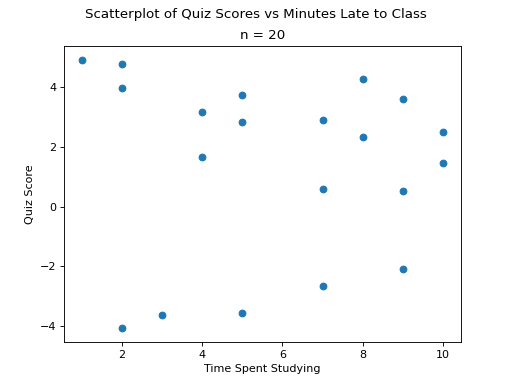 Scatterplot of Quiz Scores vs Minutes Late to Class
n = 20
4
2
0
−2
−4
Quiz Score
2 4 6 8 10
Time Spent Studying